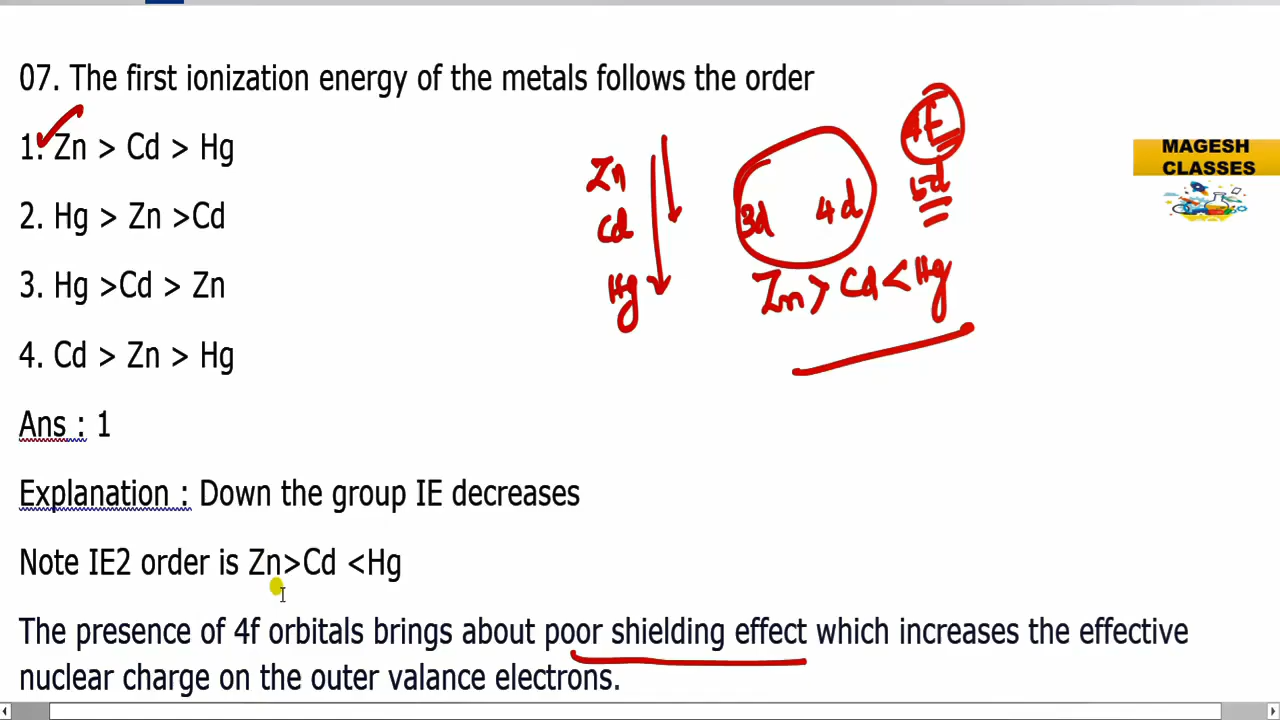 07. The first ionization energy of the metals follows the order
1. Zn > Cd > Hg
2. Hg > Zn >Cd
3. Hg >Cd > Zn
4. Cd > Zn > Hg
Ans : 1
Explanation : Down the group IE decreases
Note IE2 order is Zn>Cd <Hg
The presence of 4f orbitals brings about poor shielding effect which increases the effective
nuclear charge on the outer valance electrons.
Zn
Cd
Hg
3d 4d
5d
Zn > Cd < Hg
MAGESH
CLASSES